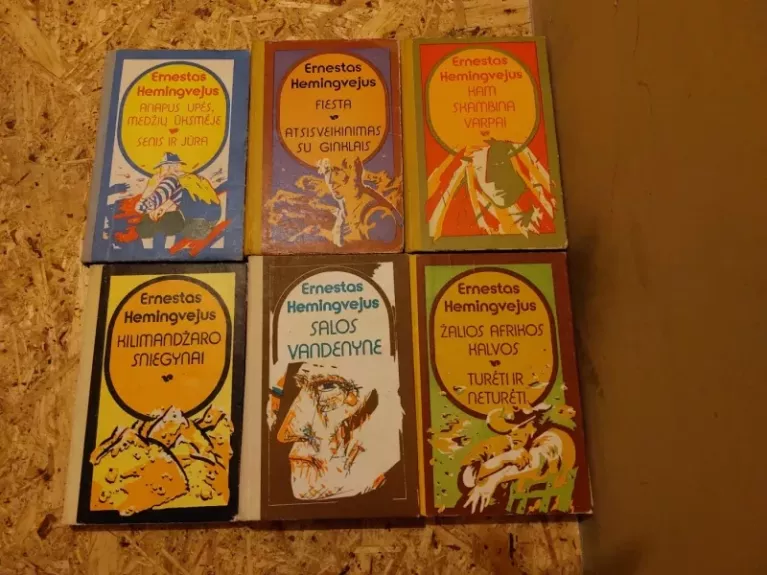 Ernestas
Hemingvejus
ANAPUS UPĖS,
MEDŽIŲ ŪKSMĖJE
SENIS IR JŪRA
Ernestas
Hemingvejus
FIESTA
ATSISVEIKINIMAS
SU GINKLAIS
Ernestas
Hemingvejus
KAM
SKAMBINA
VARPAI
Ernestas
Hemingvejus
KILIMANDŽARO
SNIEGYNAI
Ernestas
Hemingvejus
SALOS
VANDENYNE
Ernestas
Hemingvejus
ŽALIOS AFRIKOS
KALVOS
TURĖTI IR
NETURĖTI